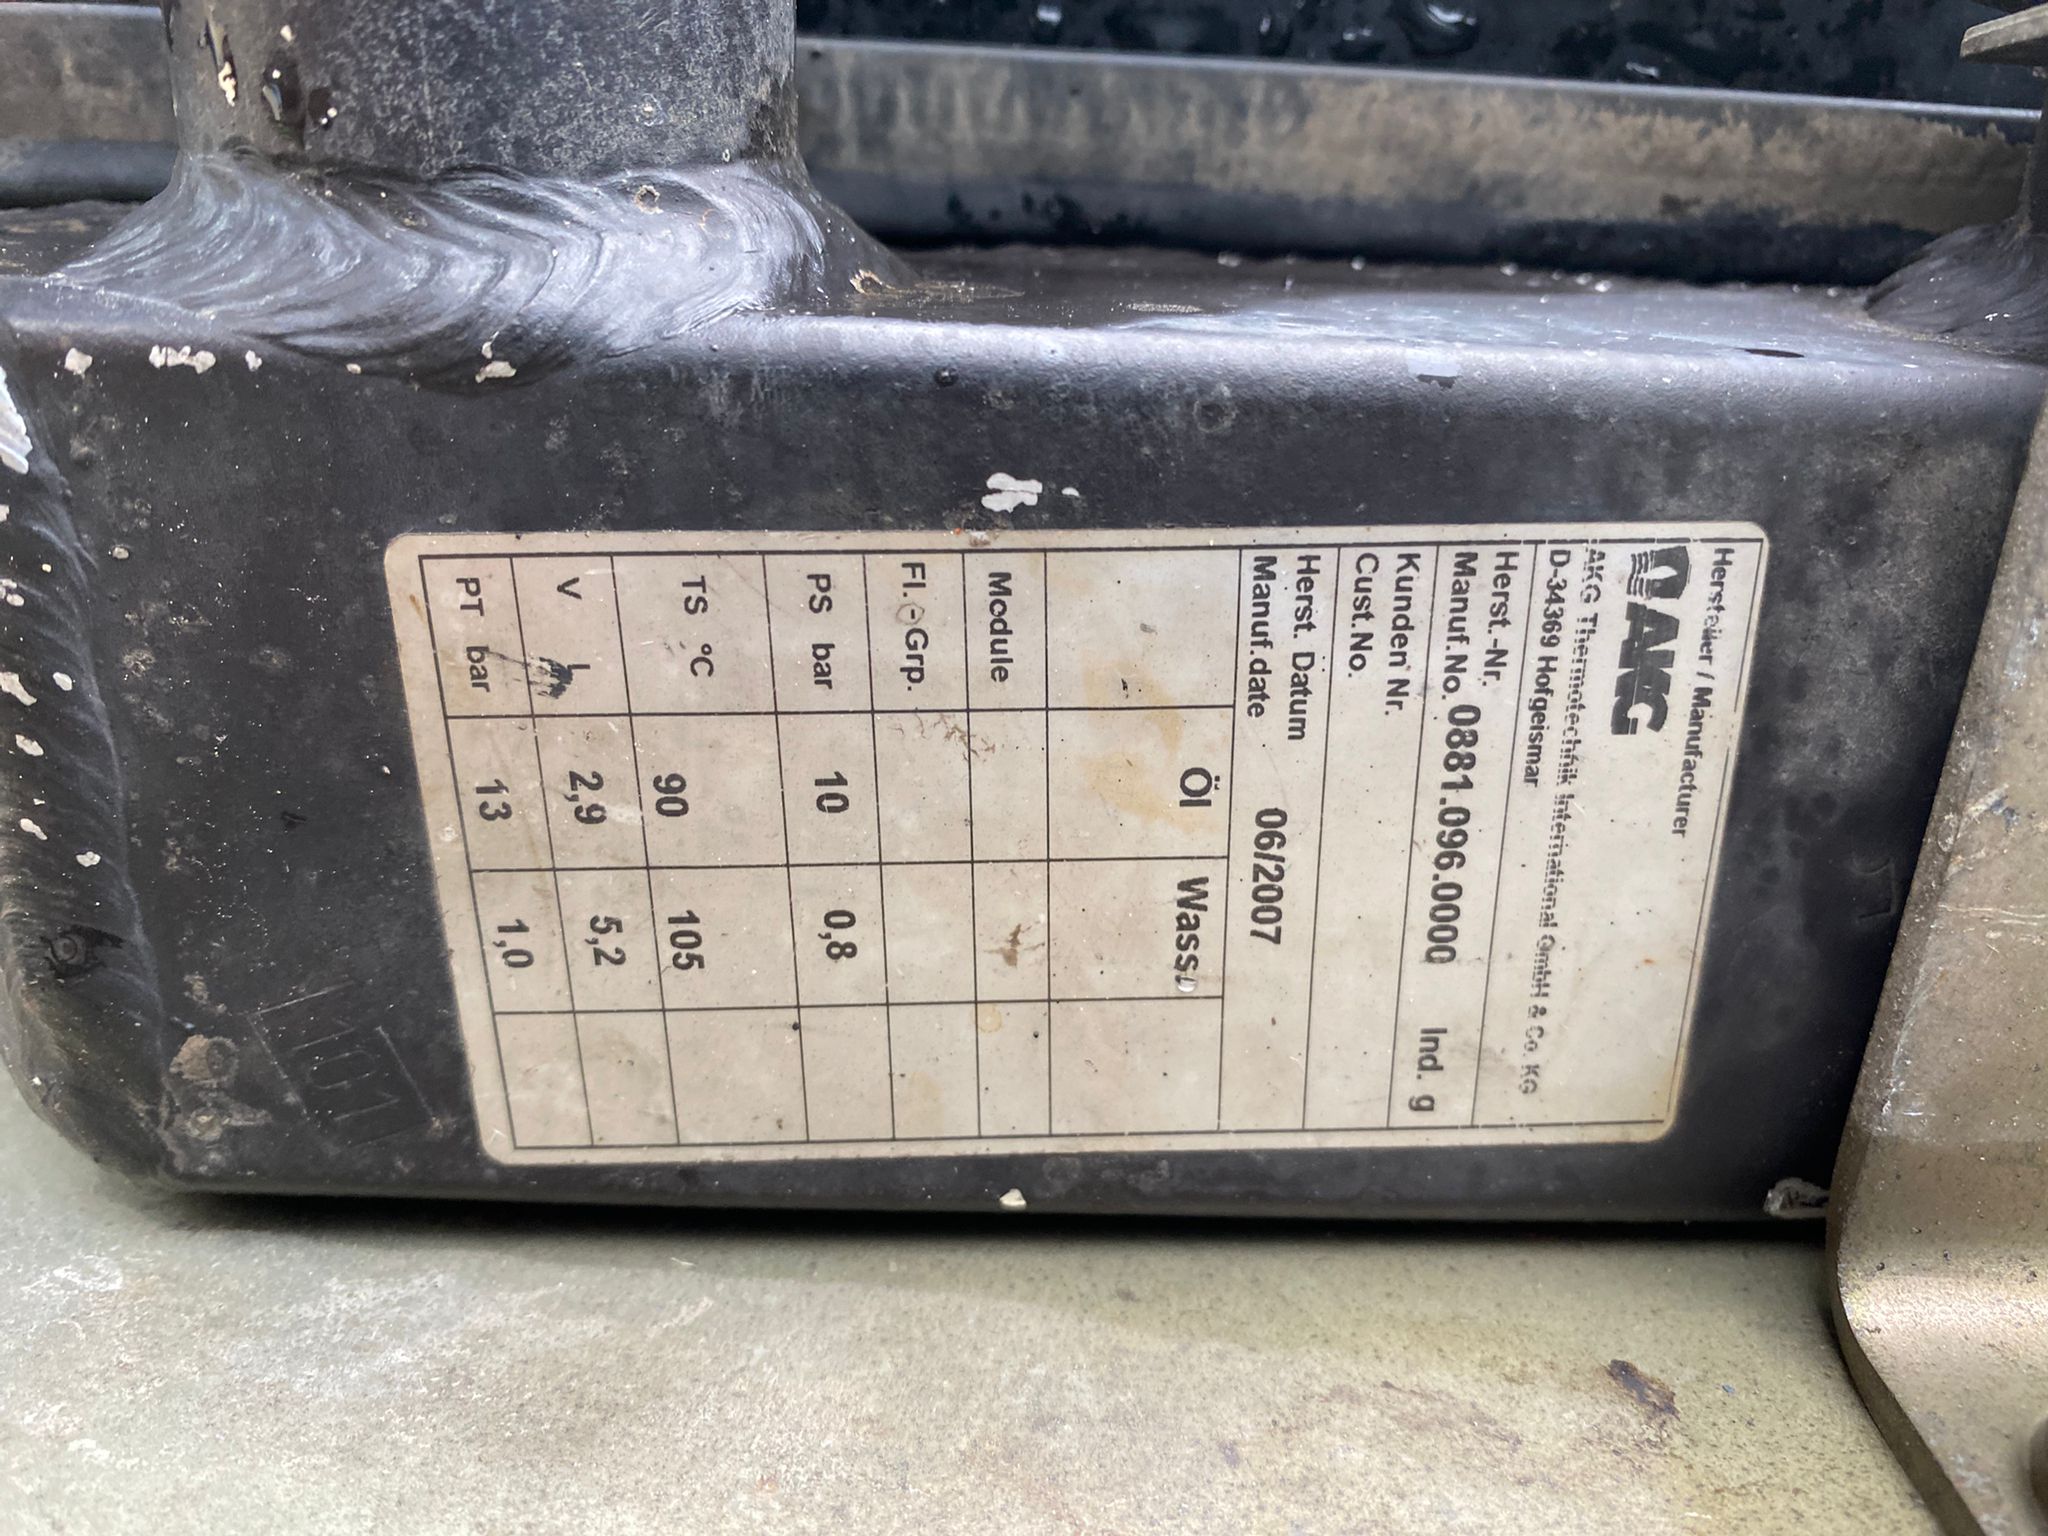 Hersteller / Manufacturer
AKG
AKG Thermotechnik International GmbH & Co. KG
D-34369 Hofgeismar
Herst.-Nr.
Manuf.No. 0881.096.0000 Ind. g
Kunden Nr.
Cust.No.
Herst. Datum
Manuf.date 06/2007
Öl Wass.
Module
Fl.-Grp.
PS bar 10 0,8
TS °C 90 105
V L 2,9 5,2
PT bar 13 1,0